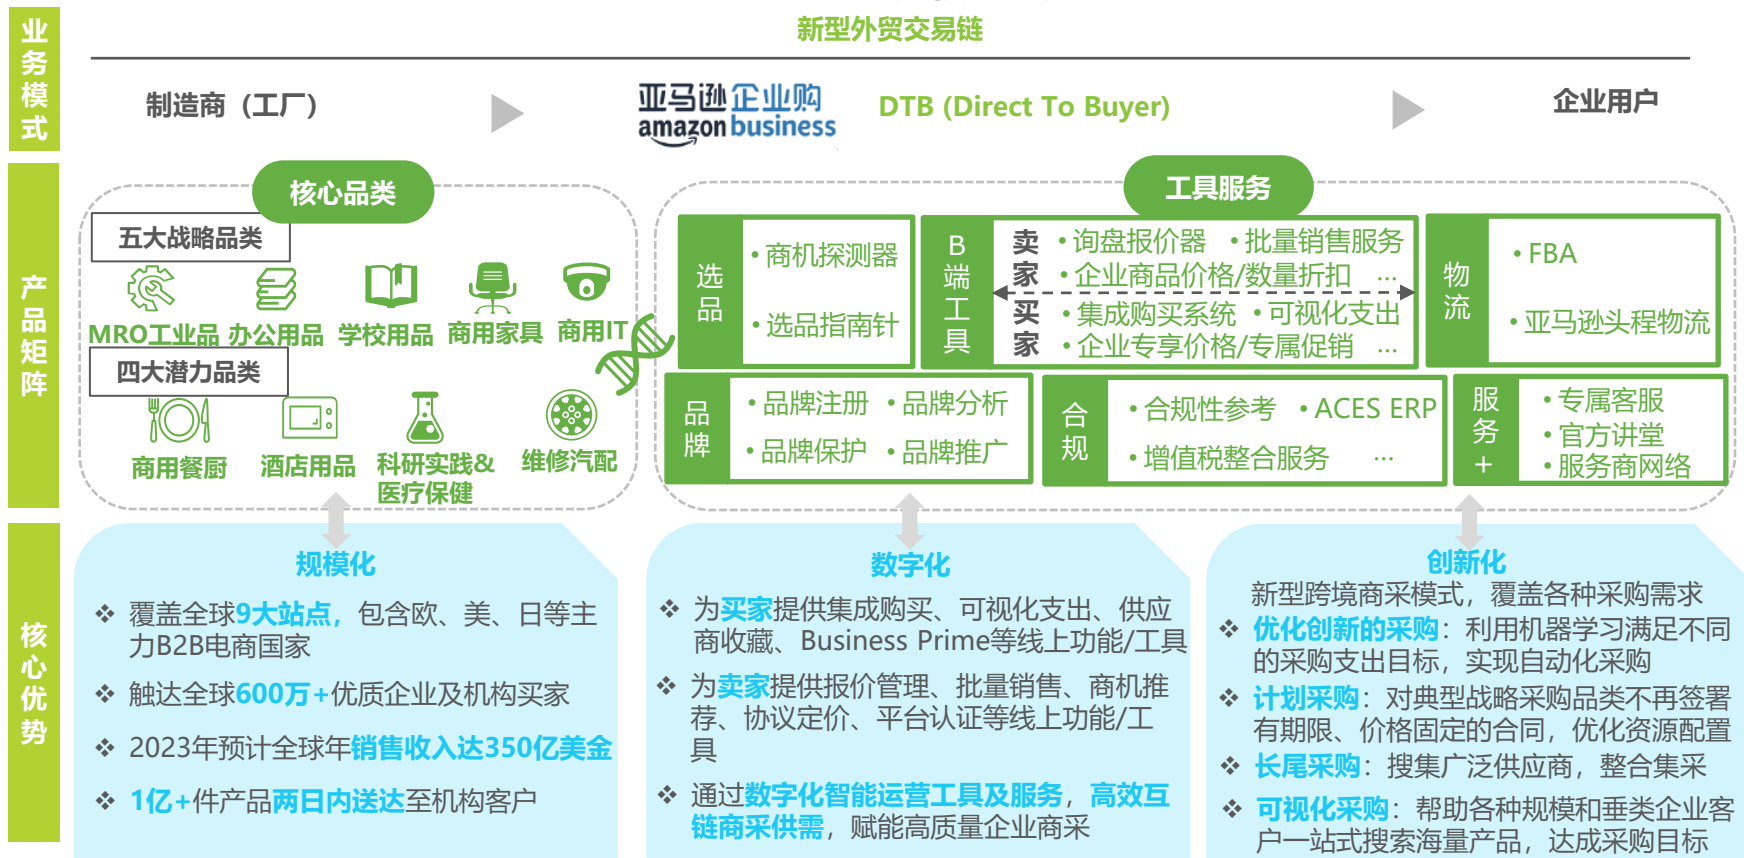 业务模式
新型外贸交易链
制造商（工厂）
亚马逊企业购
amazon business
DTB (Direct To Buyer)
企业用户
产品矩阵
核心品类
五大战略品类
MRO工业品 办公用品 学校用品 商用家具 商用IT
四大潜力品类
商用餐厨 酒店用品 科研实践& 维修汽配
医疗保健
工具服务
选品
•商机探测器
•选品指南针
B端工具
卖家
•询盘报价器 •批量销售服务
•企业商品价格/数量折扣 ...
买家
•集成购买系统 •可视化支出
•企业专享价格/专属促销 ...
物流
•FBA
•亚马逊头程物流
品牌
•品牌注册 •品牌分析
•品牌保护 •品牌推广
合规
•合规性参考 •ACES ERP
•增值税整合服务 ...
服务+
•专属客服
•官方讲堂
•服务商网络
核心优势
规模化
❖ 覆盖全球9大站点，包含欧、美、日等主
力B2B电商国家
❖ 触达全球600万+优质企业及机构买家
❖ 2023年预计全球年销售收入达350亿美金
❖ 1亿+件产品两日内送达至机构客户
数字化
❖ 为买家提供集成购买、可视化支出、供应
商收藏、Business Prime等线上功能/工具
❖ 为卖家提供报价管理、批量销售、商机推
荐、协议定价、平台认证等线上功能/工
具
❖ 通过数字化智能运营工具及服务，高效互
链商采供需，赋能高质量企业商采
创新化
新型跨境商采模式，覆盖各种采购需求
❖ 优化创新的采购：利用机器学习满足不同
的采购支出目标，实现自动化采购
❖ 计划采购：对典型战略采购品类不再签署
有期限、价格固定的合同，优化资源配置
❖ 长尾采购：搜集广泛供应商，整合集采
❖ 可视化采购：帮助各种规模和垂类企业客
户一站式搜索海量产品，达成采购目标